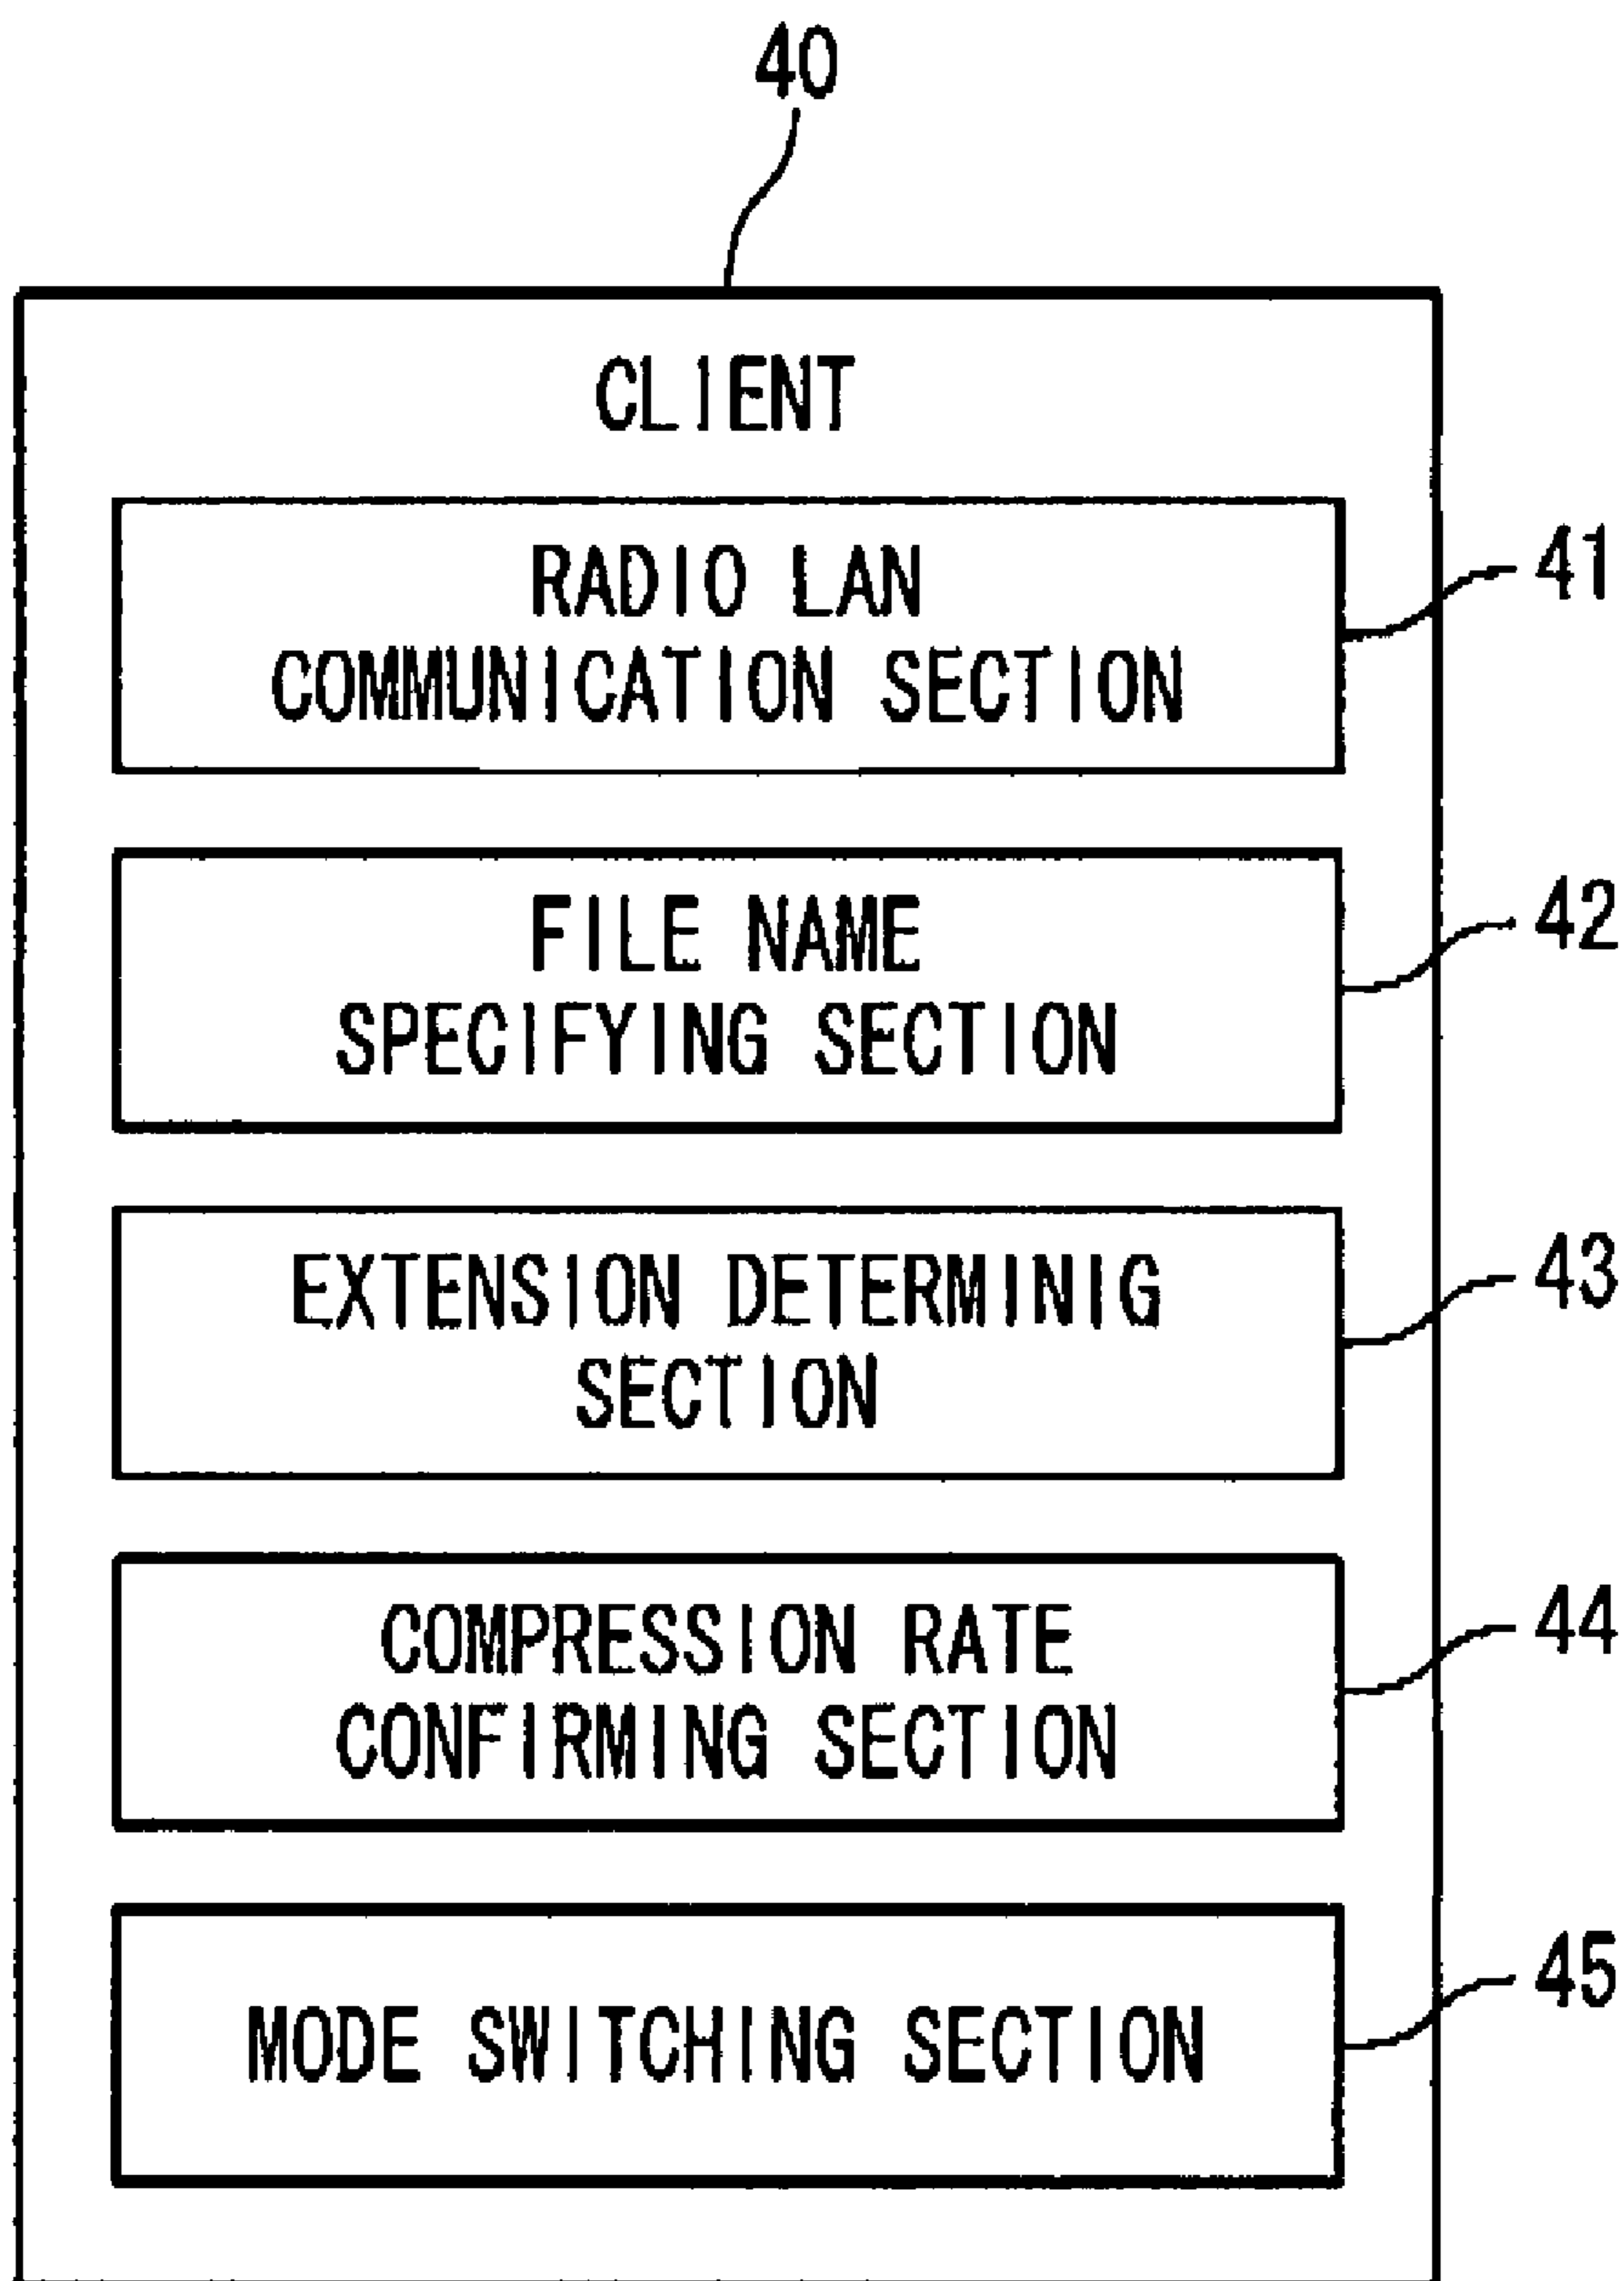 40
CLIENT
RADIO LAN
COMMUNICATION SECTION
41
FILE NAME
SPECIFYING SECTION
42
EXTENSION DETERMINIG
SECTION
43
COMPRESSION RATE
CONFIRMING SECTION
44
MODE SWITCHING SECTION
45